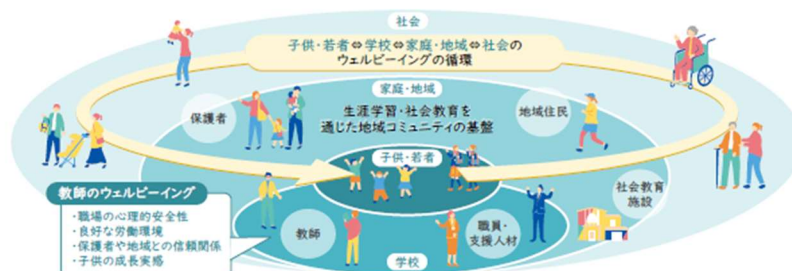 社会
子供・若者⇔学校⇔家庭・地域⇔社会の
ウェルビーイングの循環
家庭・地域
保護者
生涯学習・社会教育を
通じた地域コミュニティの基盤
地域住民
子供・若者
社会教育
施設
教師のウェルビーイング
・職場の心理的安全性
・良好な労働環境
・保護者や地域との信頼関係
・子供の成長実感
教師
職員・
支援人材
学校